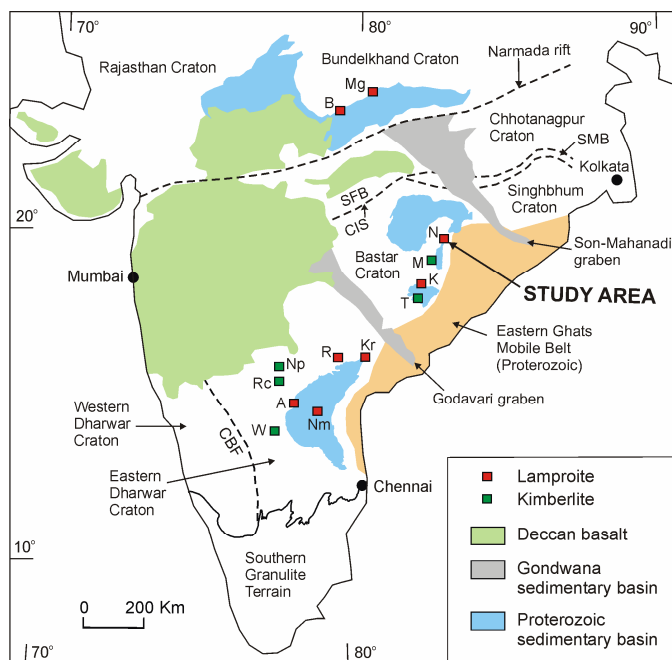 70°
80°
90°
Rajasthan Craton
Bundelkhand Craton
Narmada rift
Mg
B
Chhotanagpur
Craton
SMB
Kolkata
SFB
CIS
Singhbhum
Craton
20°
N
Bastar
Craton
M
K
T
Son-Mahanadi
graben
Mumbai
STUDY AREA
Eastern Ghats
Mobile Belt
(Proterozoic)
R
Kr
Np
Rc
A
Nm
W
Godavari graben
Western
Dharwar
Craton
CBF
Eastern
Dharwar
Craton
Chennai
Lamproite
Kimberlite
Deccan basalt
Gondwana
sedimentary basin
Proterozoic
sedimentary basin
10°
Southern
Granulite
Terrain
0 200 Km
70°
80°